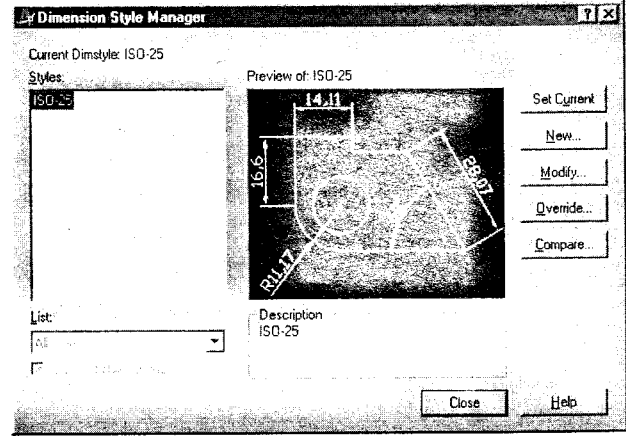 Dimension Style Manager
Current Dimstyle: ISO-25
Styles:
ISO-25
Preview of: ISO-25
14,11
16,6
28,07
R11,17
Set Current
New...
Modify...
Override...
Compare...
List:
Description
ISO-25
Close
Help